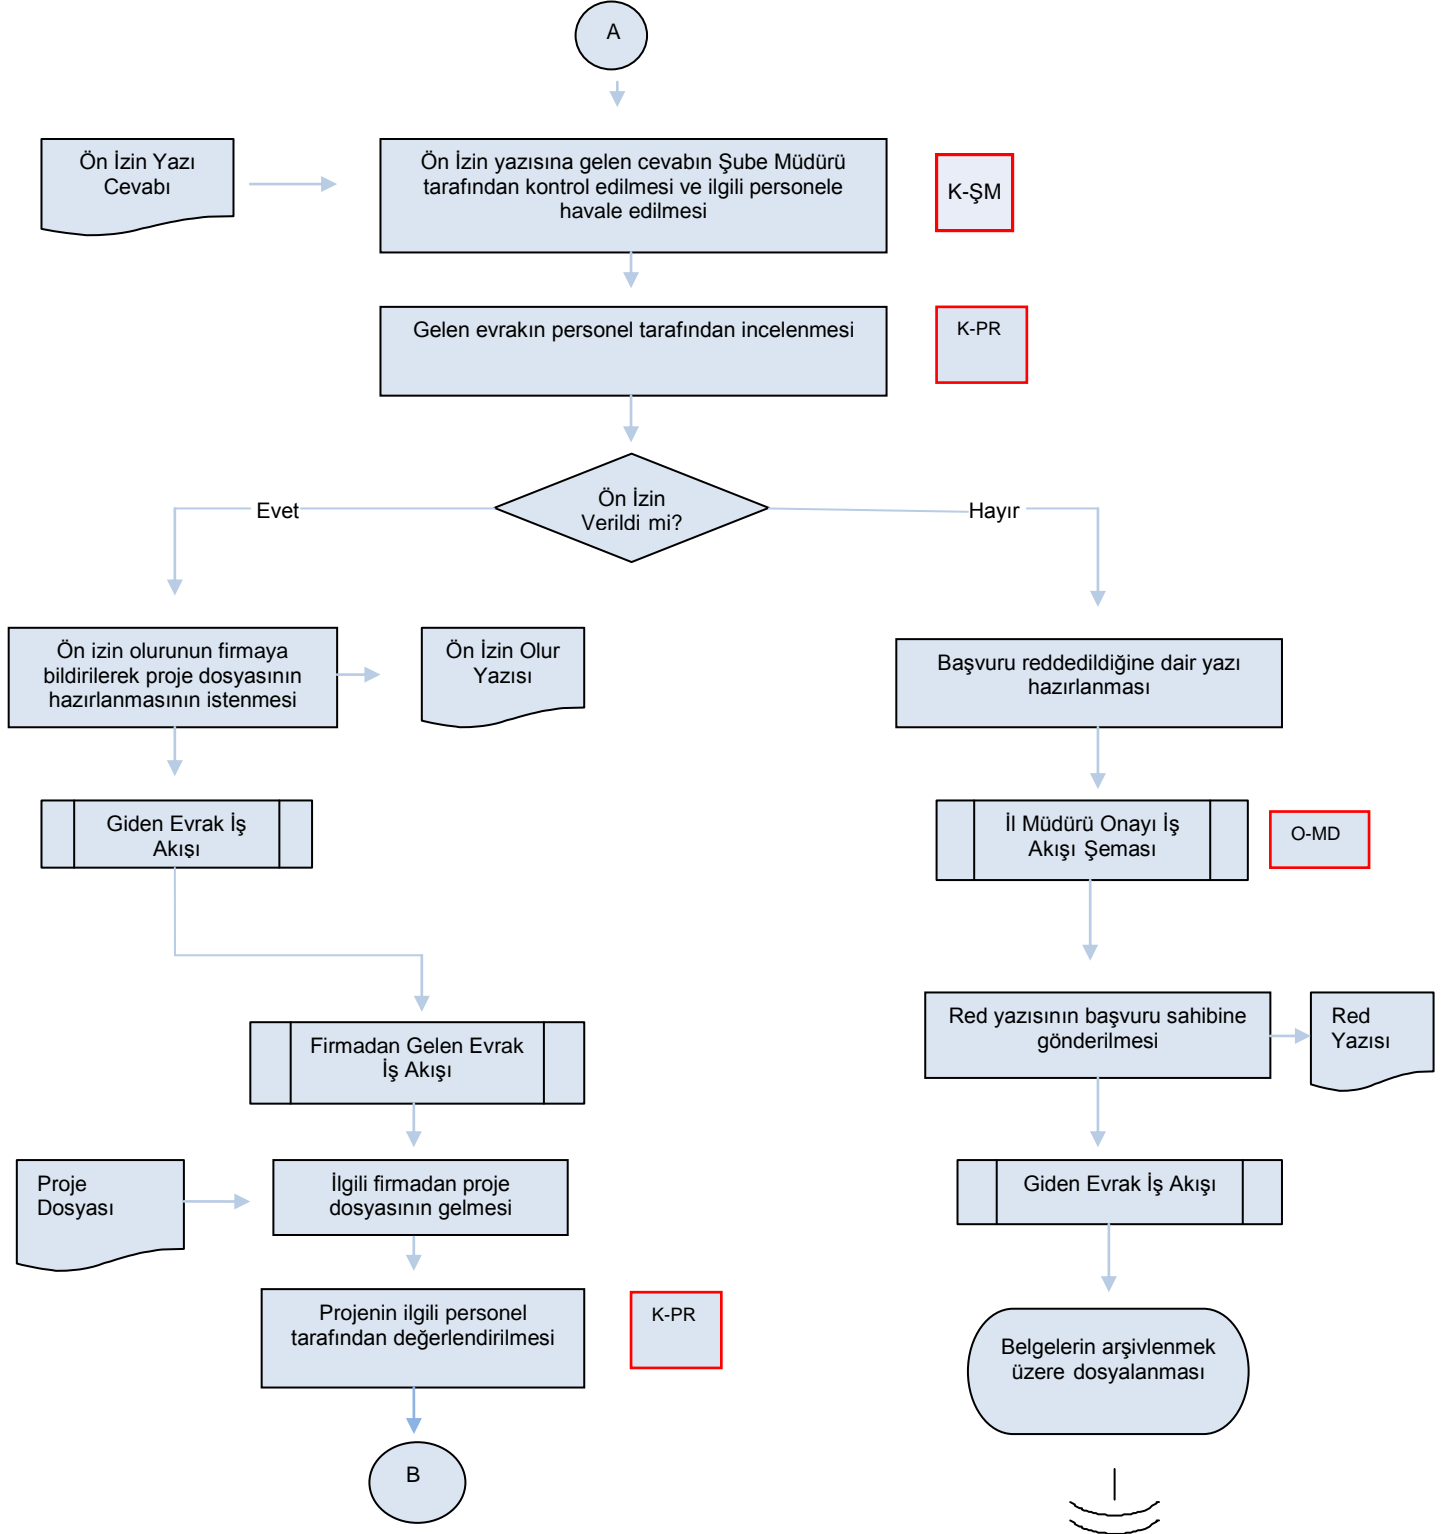 A
Ön İzin Yazı
Cevabı
Ön İzin yazısına gelen cevabın Şube Müdürü
tarafından kontrol edilmesi ve ilgili personele
havale edilmesi
K-ŞM
Gelen evrakın personel tarafından incelenmesi
K-PR
Ön İzin
Verildi mi?
Evet
Hayır
Ön izin olurunun firmaya
bildirilerek proje dosyasının
hazırlanmasının istenmesi
Ön İzin Olur
Yazısı
Başvuru reddedildiğine dair yazı
hazırlanması
Giden Evrak İş
Akışı
İl Müdürü Onayı İş
Akışı Şeması
O-MD
Firmadan Gelen Evrak
İş Akışı
Red yazısının başvuru sahibine
gönderilmesi
Red
Yazısı
Proje
Dosyası
İlgili firmadan proje
dosyasının gelmesi
Giden Evrak İş Akışı
Projenin ilgili personel
tarafından değerlendirilmesi
K-PR
Belgelerin arşivlenmek
üzere dosyalanması
B